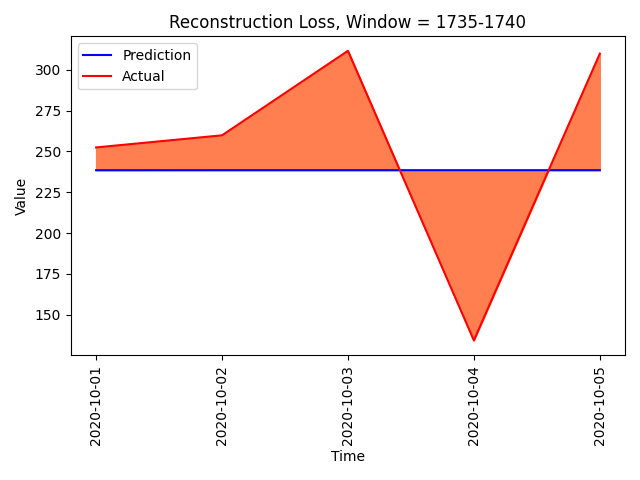 Reconstruction Loss, Window = 1735-1740
Prediction
Actual
300
275
250
225
200
175
150
Value
2020-10-01
2020-10-02
2020-10-03
2020-10-04
2020-10-05
Time